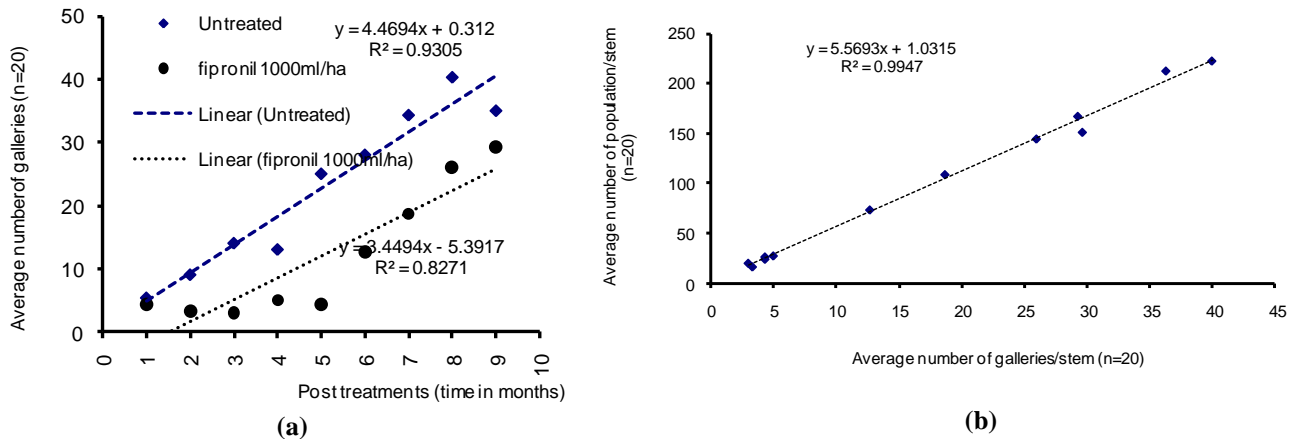 50
40
30
20
10
0
Average numberof galleries (n=20)
Untreated
fipronil 1000ml/ha
Linear (Untreated)
Linear (fipronil 1000ml/ha)
y = 4.4694x + 0.312
R² = 0.9305
y = 3.4494x - 5.3917
R² = 0.8271
0 1 2 3 4 5 6 7 8 9 10
Post treatments (time in months)
(a)
250
200
150
100
50
0
Average number of population/stem
(n=20)
y = 5.5693x + 1.0315
R² = 0.9947
0 5 10 15 20 25 30 35 40 45
Average number of galleries/stem (n=20)
(b)